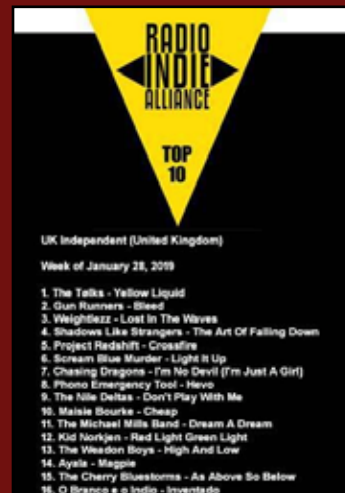 RADIO
INDIE
ALLIANCE
TOP
10
UK Independent (United Kingdom)
Week of January 28, 2019
1. The Tølks - Yellow Liquid
2. Gun Runners - Bleed
3. Weightlezz - Lost In The Waves
4. Shadows Like Strangers - The Art Of Falling Down
5. Project Redshift - Crossfire
6. Scream Blue Murder - Light It Up
7. Chasing Dragons - I'm No Devil (I'm Just A Girl)
8. Phono Emergency Tool - Hevo
9. The Nile Deltas - Don't Play With Me
10. Maisie Bourke - Cheap
11. The Michael Mills Band - Dream A Dream
12. Kid Norkjen - Red Light Green Light
13. The Weadon Boys - High And Low
14. Ayala - Magpie
15. The Cherry Bluestorms - As Above So Below
16. O Branco e o Indio - Inventado